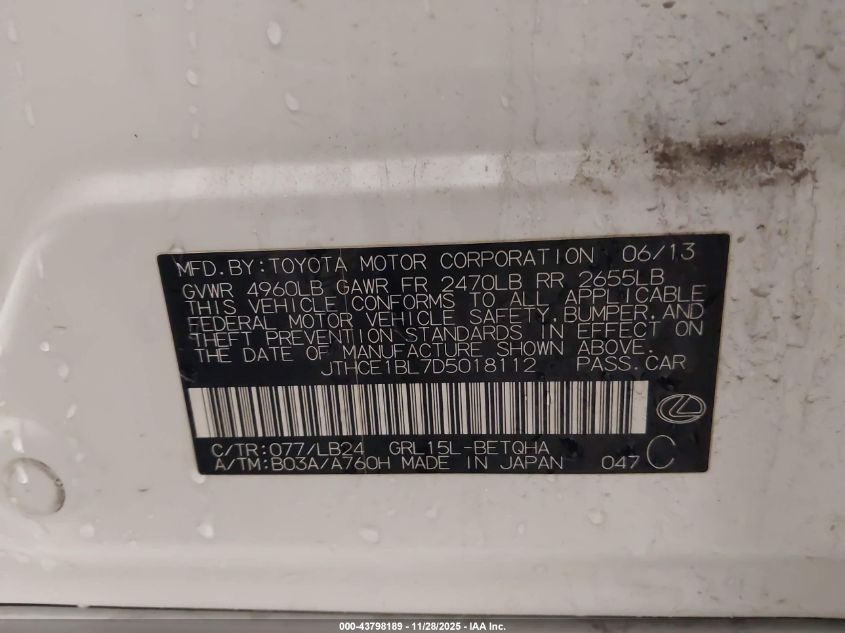 MFD. BY: TOYOTA MOTOR CORPORATION 06/13
GVWR 4960LB GAWR FR 2470LB RR 2655LB
THIS VEHICLE CONFORMS TO ALL APPLICABLE
FEDERAL MOTOR VEHICLE SAFETY, BUMPER, AND
THEFT PREVENTION STANDARDS IN EFFECT ON
THE DATE OF MANUFACTURE SHOWN ABOVE.
JTHCE1BL7D5018112 PASS. CAR
C/TR: 077/LB24 GRL15L-BETQHA
A/TM: B03A/A760H MADE IN JAPAN 047 C
000-43798189 - 11/28/2025 - IAA Inc.